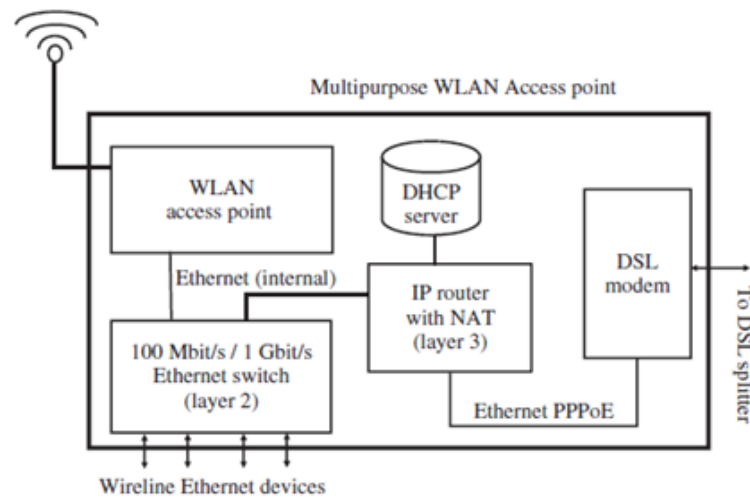 Multipurpose WLAN Access point
WLAN
access point
DHCP
server
Ethernet (internal)
IP router
with NAT
(layer 3)
DSL
modem
To DSL splitter
100 Mbit/s / 1 Gbit/s
Ethernet switch
(layer 2)
Ethernet PPPoE
Wireline Ethernet devices